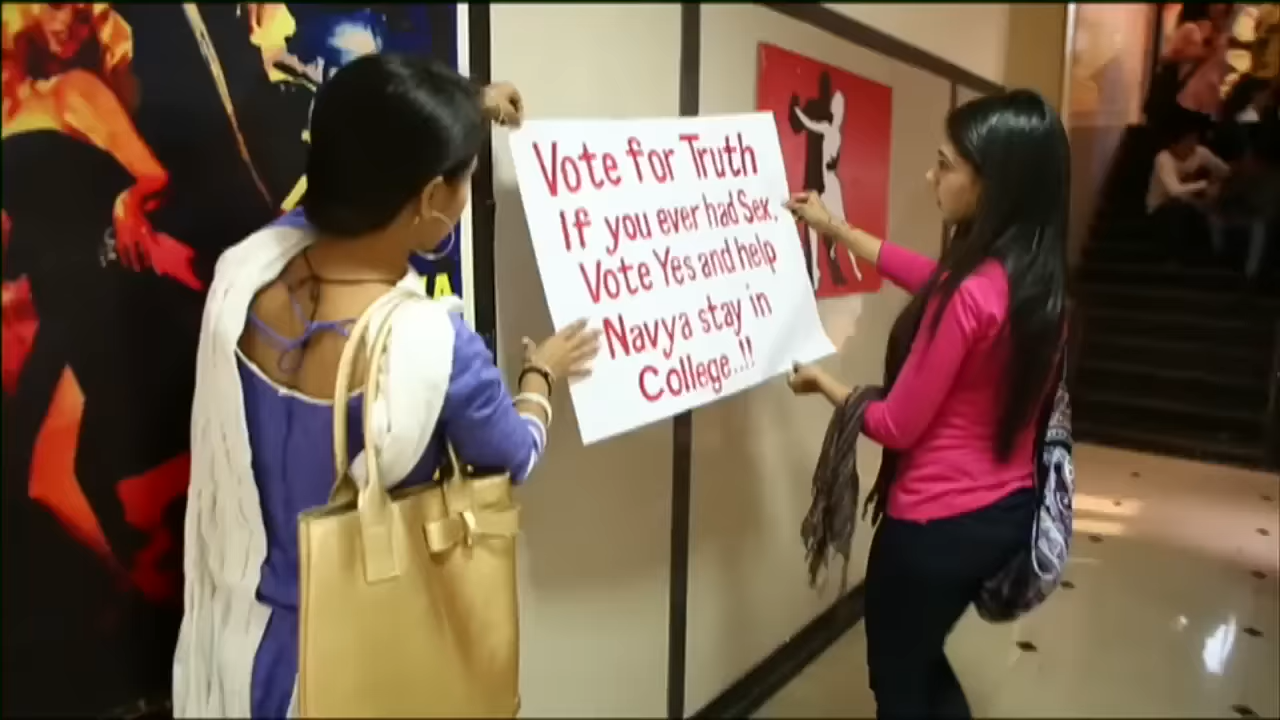 Vote for Truth
If you ever had Sex,
Vote Yes and help
Navya stay in
College..!!